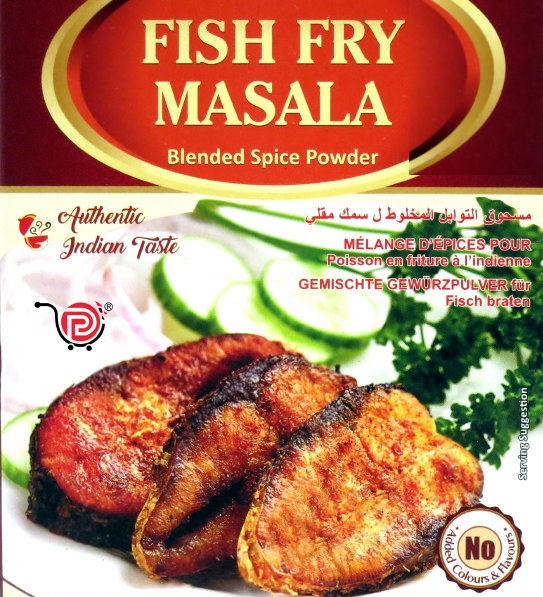 FISH FRY
MASALA
Blended Spice Powder
Authentic
Indian Taste
مسحوق التوابل المخلوط ل سمك مقلي
MÉLANGE D'ÉPICES POUR
Poisson en friture à l'indienne
GEMISCHTE GEWÜRZPULVER für
Fisch braten
®
Serving Suggestion
No
Added Colours & Flavours